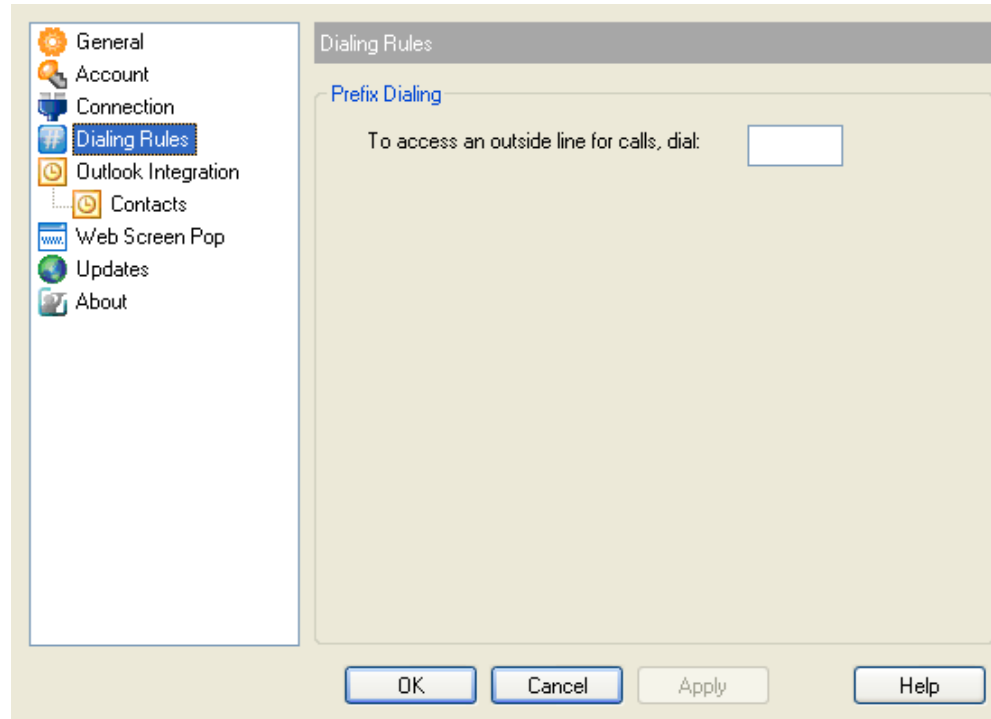 General
Account
Connection
Dialing Rules
Outlook Integration
Contacts
Web Screen Pop
Updates
About
Dialing Rules
Prefix Dialing
To access an outside line for calls, dial:
OK
Cancel
Apply
Help